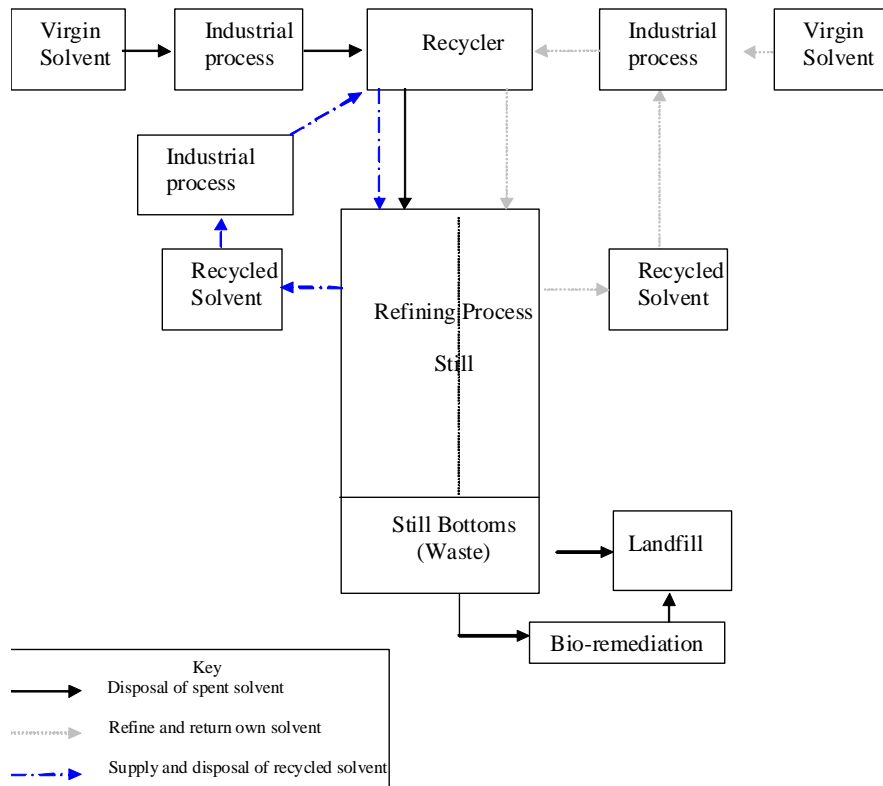 Virgin
Solvent
Industrial
process
Recycler
Industrial
process
Virgin
Solvent
Industrial
process
Recycled
Solvent
Refining Process
Still
Recycled
Solvent
Still Bottoms
(Waste)
Landfill
Bio-remediation
Key
Disposal of spent solvent
Refine and return own solvent
Supply and disposal of recycled solvent